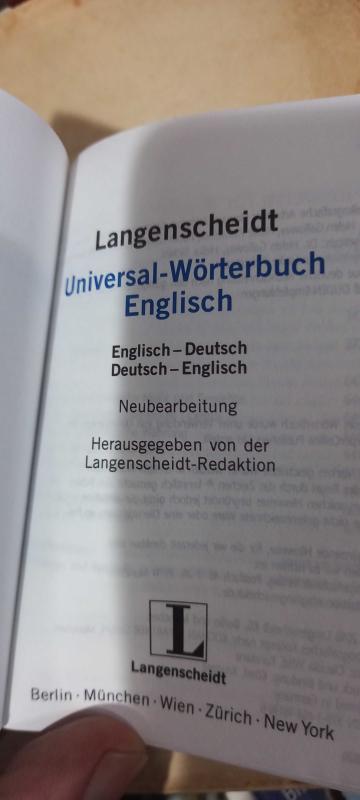 Langenscheidt
Universal-Wörterbuch
Englisch
Englisch – Deutsch
Deutsch – Englisch
Neubearbeitung
Herausgegeben von der
Langenscheidt-Redaktion
L
Langenscheidt
Berlin · München · Wien · Zürich · New York